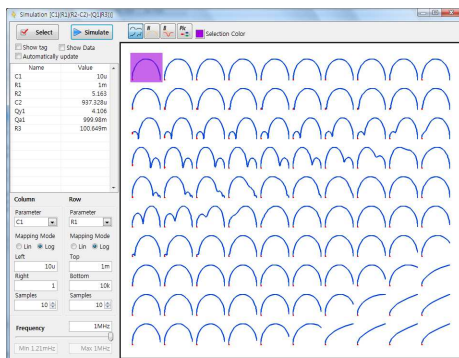 Simulation [C1|(R1|(R2-C2)-(Q1|R3))]
Select
Simulate
Selection Color
Show tag
Show Data
Automatically update
Name Value
C1 10u
R1 1m
R2 5.163
C2 937.328u
Qy1 4.106
Qa1 999.98m
R3 100.649m
Column Row
Parameter Parameter
C1 R1
Mapping Mode Mapping Mode
Lin Log Lin Log
Left Top
10u 1m
Right Bottom
1 10k
Samples Samples
10 10
Frequency 1MHz
Min 1.21mHz Max 1MHz